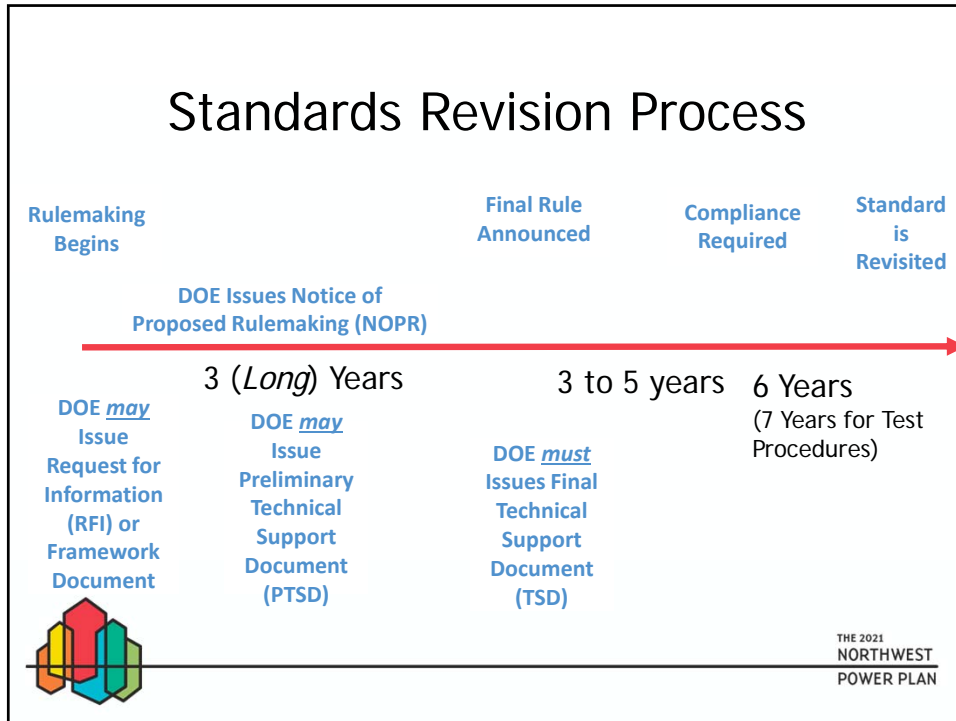 Standards Revision Process
Rulemaking
Begins
Final Rule
Announced
Compliance
Required
Standard
is
Revisited
DOE Issues Notice of
Proposed Rulemaking (NOPR)
3 (Long) Years
3 to 5 years
6 Years
(7 Years for Test
Procedures)
DOE may
Issue
Request for
Information
(RFI) or
Framework
Document
DOE may
Issue
Preliminary
Technical
Support
Document
(PTSD)
DOE must
Issues Final
Technical
Support
Document
(TSD)
THE 2021
NORTHWEST
POWER PLAN